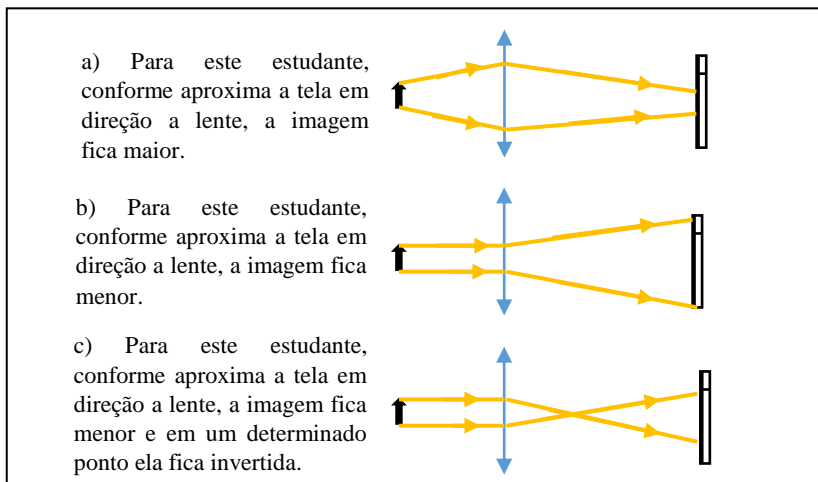 a) Para este estudante,
conforme aproxima a tela em
direção a lente, a imagem
fica maior.
b) Para este estudante,
conforme aproxima a tela em
direção a lente, a imagem fica
menor.
c) Para este estudante,
conforme aproxima a tela em
direção a lente, a imagem fica
menor e em um determinado
ponto ela fica invertida.